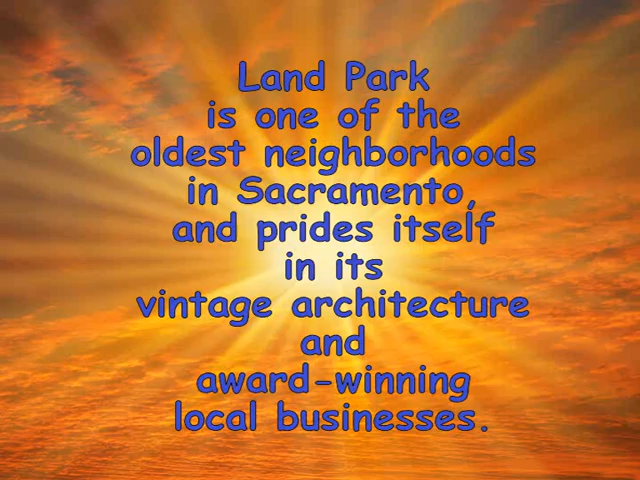 Land Park
is one of the
oldest neighborhoods
in Sacramento,
and prides itself
in its
vintage architecture
and
award-winning
local businesses.